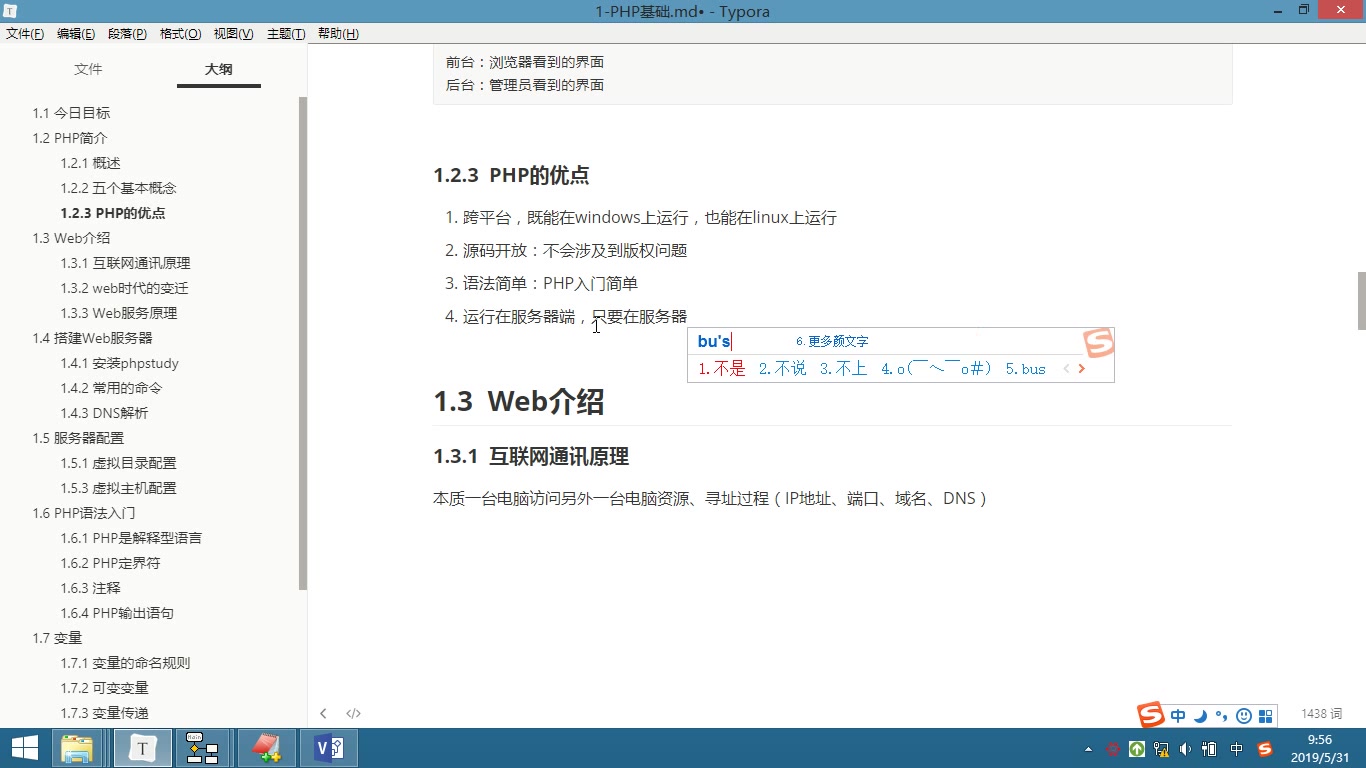 1-PHP基础.md• - Typora
文件(F) 编辑(E) 段落(P) 格式(O) 视图(V) 主题(T) 帮助(H)
文件 大纲
1.1 今日目标
1.2 PHP简介
1.2.1 概述
1.2.2 五个基本概念
1.2.3 PHP的优点
1.3 Web介绍
1.3.1 互联网通讯原理
1.3.2 web时代的变迁
1.3.3 Web服务原理
1.4 搭建Web服务器
1.4.1 安装phpstudy
1.4.2 常用的命令
1.4.3 DNS解析
1.5 服务器配置
1.5.1 虚拟目录配置
1.5.3 虚拟主机配置
1.6 PHP语法入门
1.6.1 PHP是解释型语言
1.6.2 PHP定界符
1.6.3 注释
1.6.4 PHP输出语句
1.7 变量
1.7.1 变量的命名规则
1.7.2 可变变量
1.7.3 变量传递
前台：浏览器看到的界面
后台：管理员看到的界面
1.2.3 PHP的优点
1. 跨平台，既能在windows上运行，也能在linux上运行
2. 源码开放：不会涉及到版权问题
3. 语法简单：PHP入门简单
4. 运行在服务器端，只要在服务器
bu's 6.更多颜文字
1.不是 2.不说 3.不上 4.o(￣ヘ￣o＃) 5.bus
1.3 Web介绍
1.3.1 互联网通讯原理
本质一台电脑访问另外一台电脑资源、寻址过程（IP地址、端口、域名、DNS）
中
1438 词
T
Main
V
中
9:56
2019/5/31